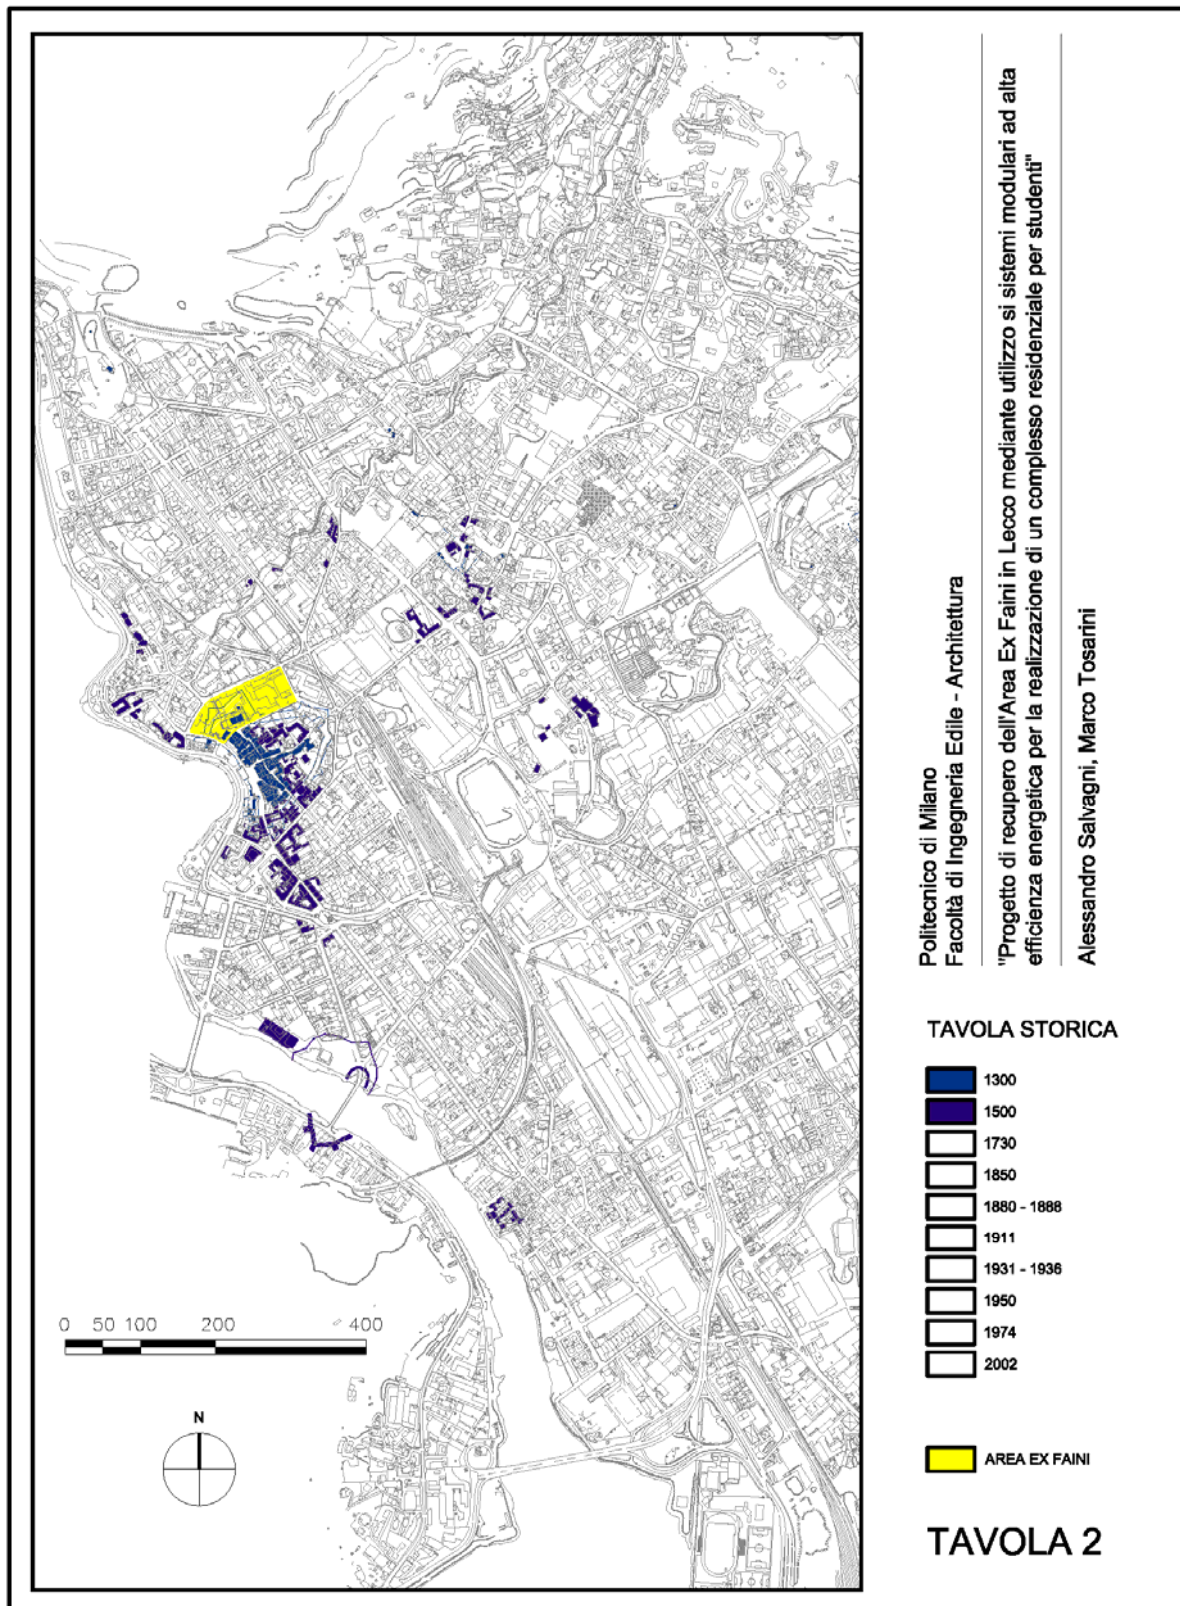 Politecnico di Milano
Facoltà di Ingegneria Edile - Architettura
"Progetto di recupero dell'Area Ex Faini in Lecco mediante utilizzo si sistemi modulari ad alta
efficienza energetica per la realizzazione di un complesso residenziale per studenti"
Alessandro Salvagni, Marco Tosarini
TAVOLA STORICA
1300
1500
1730
1850
1880 - 1888
1911
1931 - 1936
1950
1974
2002
AREA EX FAINI
TAVOLA 2
0 50 100 200 400
N